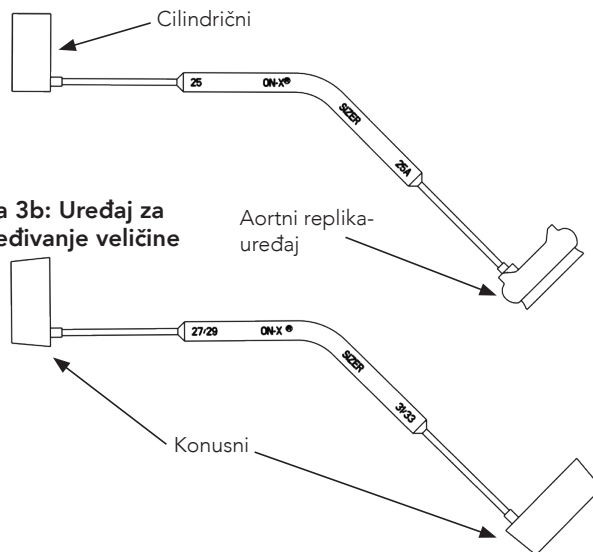 Cilindrični
25 ON-X®
SIZER
25A
a 3b: Uređaj za
eđivanje veličine
Aortni replika-
uređaj
27/29 ON-X ®
SIZER
31/33
Konusni